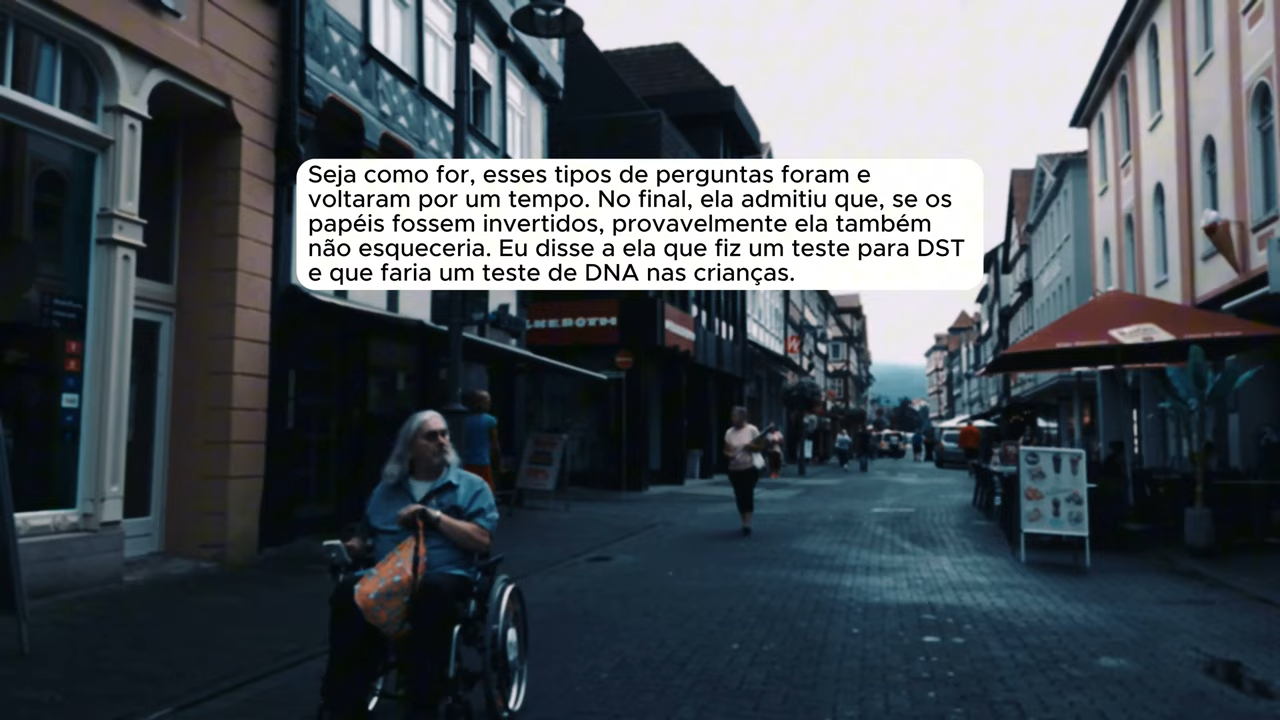 Seja como for, esses tipos de perguntas foram e
voltaram por um tempo. No final, ela admitiu que, se os
papéis fossem invertidos, provavelmente ela também
não esqueceria. Eu disse a ela que fiz um teste para DST
e que faria um teste de DNA nas crianças.